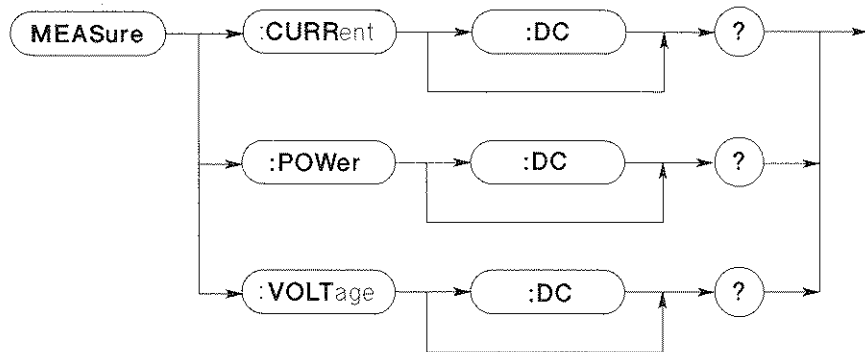 MEASure :CURRent :DC ?
:POWer :DC ?
:VOLTage :DC ?